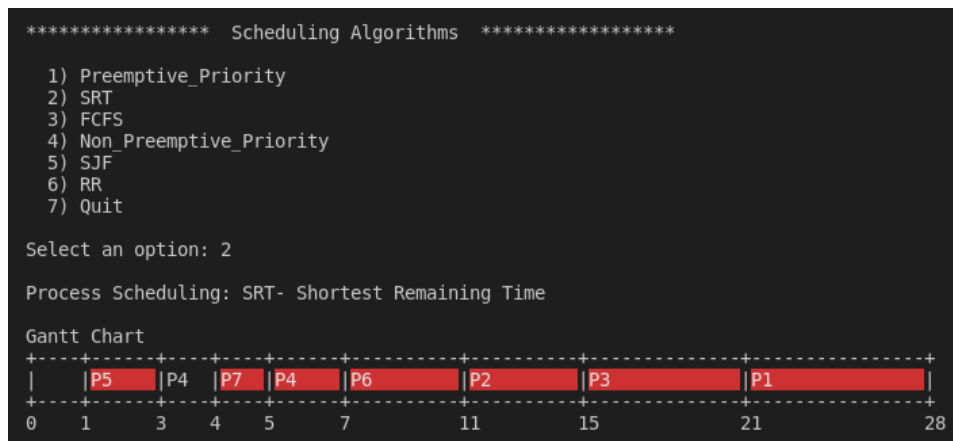 *****************  Scheduling Algorithms  ******************
1) Preemptive_Priority
2) SRT
3) FCFS
4) Non_Preemptive_Priority
5) SJF
6) RR
7) Quit
Select an option: 2
Process Scheduling: SRT- Shortest Remaining Time
Gantt Chart
+----+------+----+----+------+----------+----------+--------------+----------------+
|    |P5    |P4  |P7  |P4    |P6        |P2        |P3            |P1              |
+----+------+----+----+------+----------+----------+--------------+----------------+
0    1      3    4    5      7          11         15             21               28